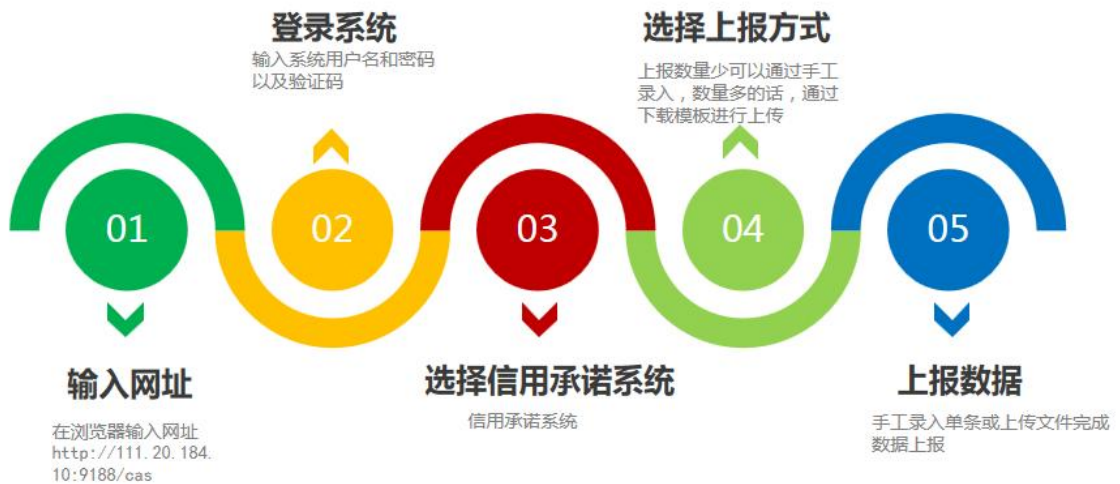 登录系统
输入系统用户名和密码
以及验证码
选择上报方式
上报数量少可以通过手工
录入，数量多的话，通过
下载模板进行上传
01
02
03
04
05
输入网址
在浏览器输入网址
http://111.20.184.
10:9188/cas
选择信用承诺系统
信用承诺系统
上报数据
手工录入单条或上传文件完成
数据上报